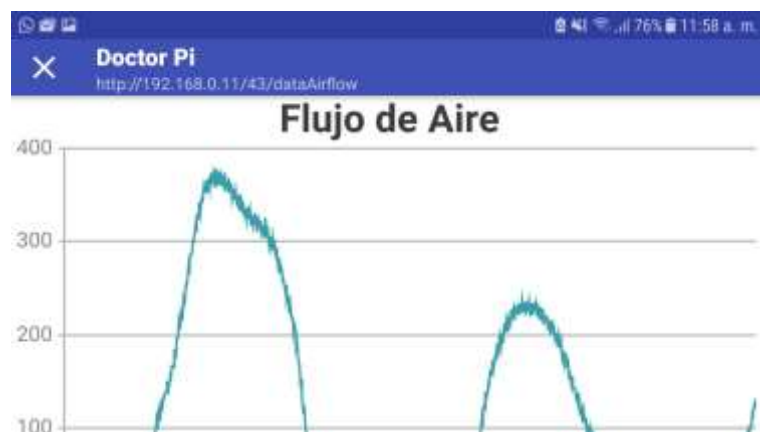 76% 11:58 a. m.
Doctor Pi
http://192.168.0.11/43/dataAirflow
Flujo de Aire
400
300
200
100